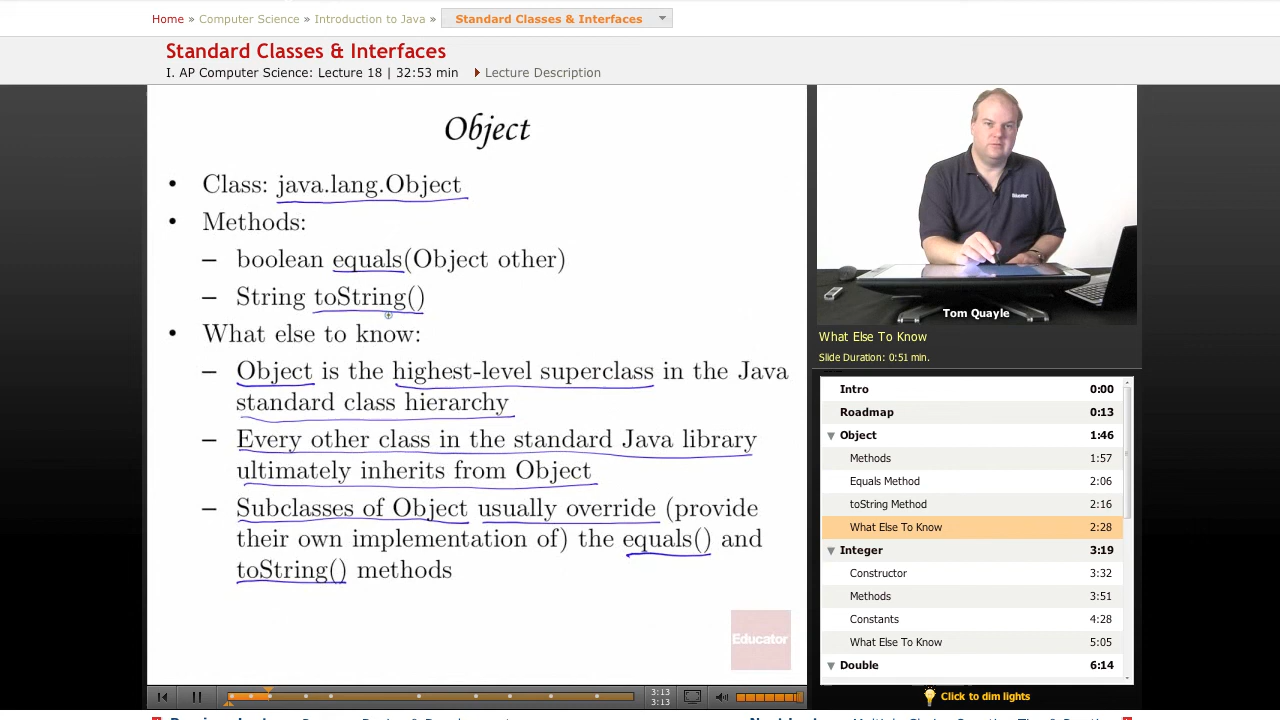 Home » Computer Science » Introduction to Java » Standard Classes & Interfaces
Standard Classes & Interfaces
I. AP Computer Science: Lecture 18 | 32:53 min Lecture Description
Object
• Class: java.lang.Object
• Methods:
– boolean equals(Object other)
– String toString()
• What else to know:
– Object is the highest-level superclass in the Java
standard class hierarchy
– Every other class in the standard Java library
ultimately inherits from Object
– Subclasses of Object usually override (provide
their own implementation of) the equals() and
toString() methods
Educator
Educator
Tom Quayle
What Else To Know
Slide Duration: 0:51 min.
Intro 0:00
Roadmap 0:13
Object 1:46
Methods 1:57
Equals Method 2:06
toString Method 2:16
What Else To Know 2:28
Integer 3:19
Constructor 3:32
Methods 3:51
Constants 4:28
What Else To Know 5:05
Double 6:14
3:13
3:13
Click to dim lights